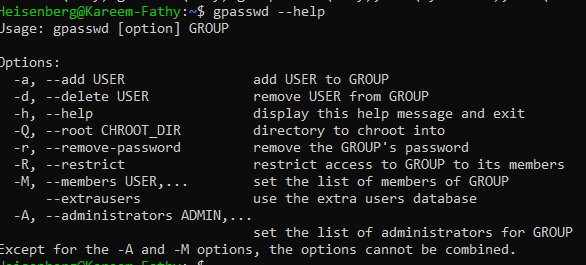 Heisenberg@Kareem-Fathy:~$ gpasswd --help
Usage: gpasswd [option] GROUP

Options:
  -a, --add USER                add USER to GROUP
  -d, --delete USER             remove USER from GROUP
  -h, --help                    display this help message and exit
  -Q, --root CHROOT_DIR         directory to chroot into
  -r, --remove-password         remove the GROUP's password
  -R, --restrict                restrict access to GROUP to its members
  -M, --members USER,...        set the list of members of GROUP
      --extrausers              use the extra users database
  -A, --administrators ADMIN,...
                                set the list of administrators for GROUP
Except for the -A and -M options, the options cannot be combined.
Heisenberg@Kareem-Fathy:~$